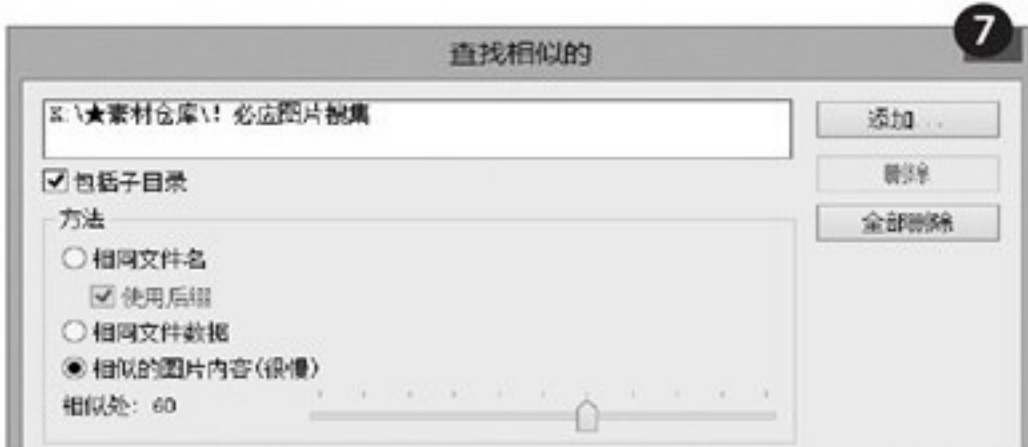 7
查找相似的
E:\★素材仓库\! 必应图片搜集
添加...
包括子目录
删除
方法
全部删除
相同文件名
使用后缀
相同文件数据
相似的图片内容(很慢)
相似处: 60